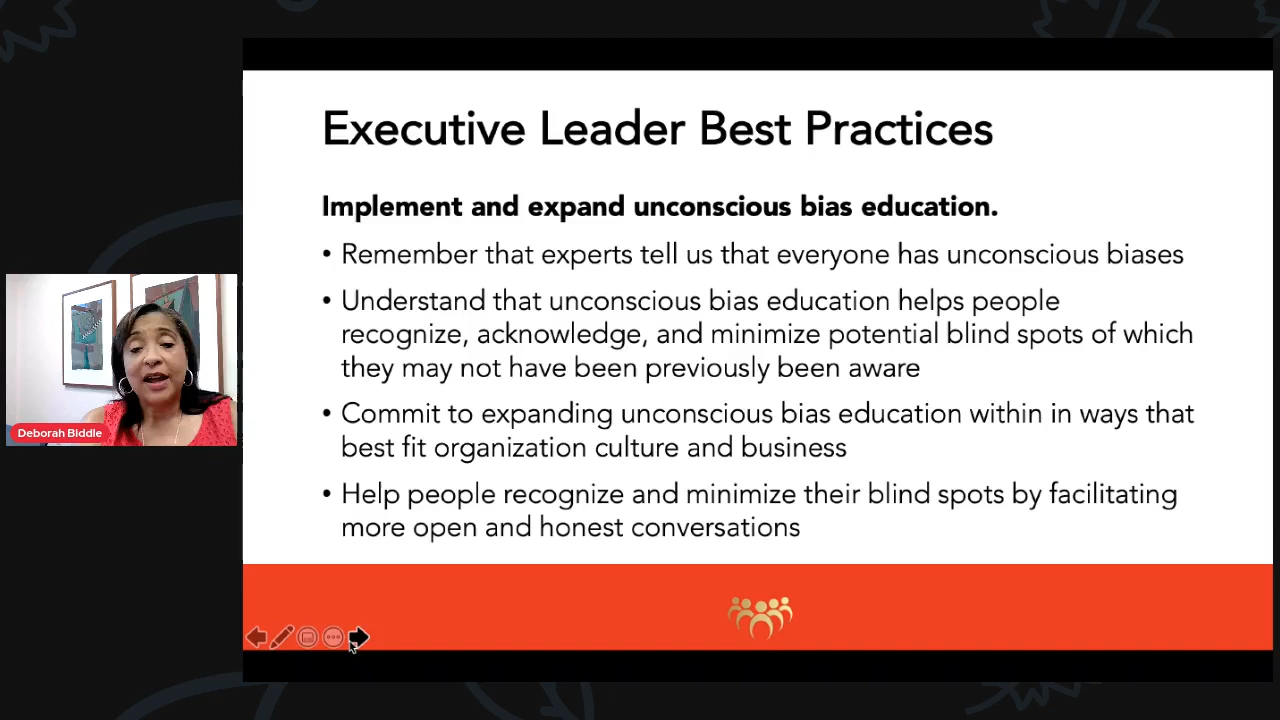 Executive Leader Best Practices
Implement and expand unconscious bias education.
• Remember that experts tell us that everyone has unconscious biases
• Understand that unconscious bias education helps people
recognize, acknowledge, and minimize potential blind spots of which
they may not have been previously been aware
• Commit to expanding unconscious bias education within in ways that
best fit organization culture and business
• Help people recognize and minimize their blind spots by facilitating
more open and honest conversations
Deborah Biddle